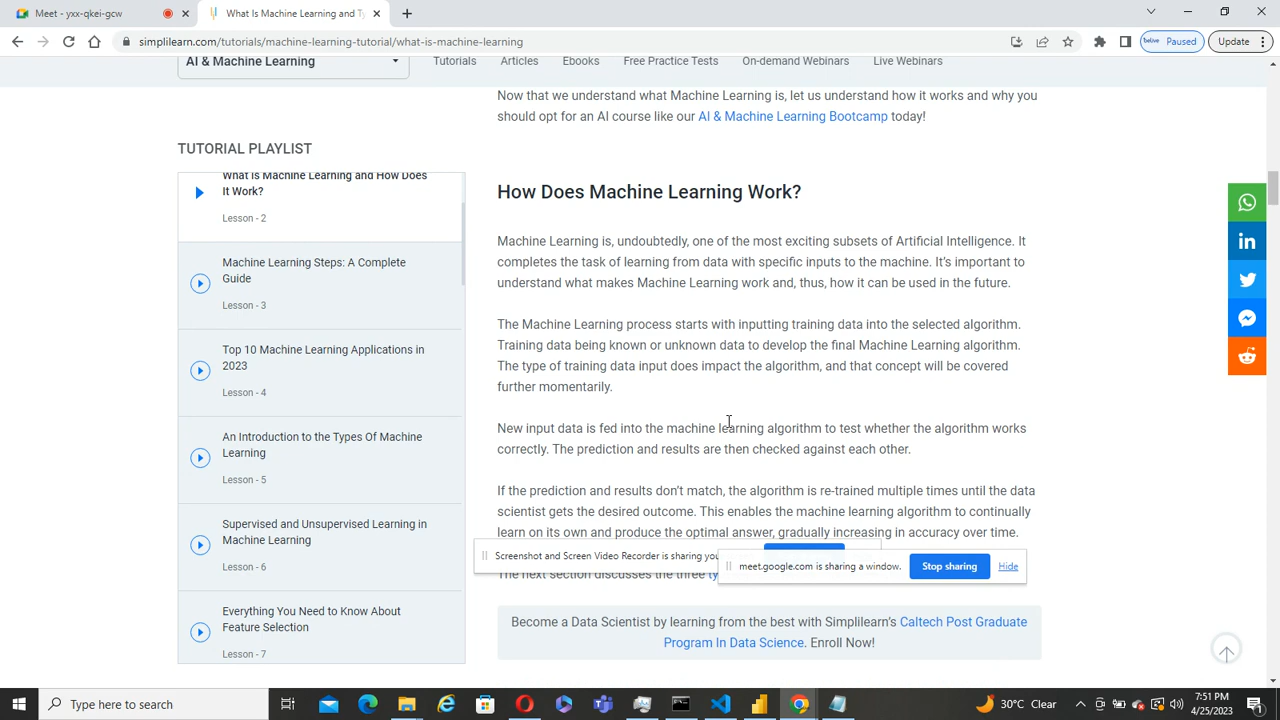 Meet - yxx-qkei-gcw
What Is Machine Learning and Ty
simplilearn.com/tutorials/machine-learning-tutorial/what-is-machine-learning
Paused
Update
AI & Machine Learning
Tutorials
Articles
Ebooks
Free Practice Tests
On-demand Webinars
Live Webinars
Now that we understand what Machine Learning is, let us understand how it works and why you
should opt for an AI course like our AI & Machine Learning Bootcamp today!
TUTORIAL PLAYLIST
What Is Machine Learning and How Does
It Work?
Lesson - 2
Machine Learning Steps: A Complete
Guide
Lesson - 3
Top 10 Machine Learning Applications in
2023
Lesson - 4
An Introduction to the Types Of Machine
Learning
Lesson - 5
Supervised and Unsupervised Learning in
Machine Learning
Lesson - 6
Everything You Need to Know About
Feature Selection
Lesson - 7
How Does Machine Learning Work?
Machine Learning is, undoubtedly, one of the most exciting subsets of Artificial Intelligence. It
completes the task of learning from data with specific inputs to the machine. It's important to
understand what makes Machine Learning work and, thus, how it can be used in the future.
The Machine Learning process starts with inputting training data into the selected algorithm.
Training data being known or unknown data to develop the final Machine Learning algorithm.
The type of training data input does impact the algorithm, and that concept will be covered
further momentarily.
New input data is fed into the machine learning algorithm to test whether the algorithm works
correctly. The prediction and results are then checked against each other.
If the prediction and results don't match, the algorithm is re-trained multiple times until the data
scientist gets the desired outcome. This enables the machine learning algorithm to continually
learn on its own and produce the optimal answer, gradually increasing in accuracy over time.
Screenshot and Screen Video Recorder is sharing
meet.google.com is sharing a window.
Stop sharing
Hide
The next section discusses the three
Become a Data Scientist by learning from the best with Simplilearn's Caltech Post Graduate
Program In Data Science. Enroll Now!
Type here to search
30°C Clear
7:51 PM
4/25/2023